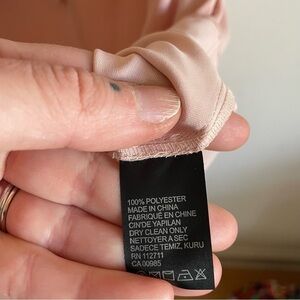 100% POLYESTER
MADE IN CHINA
FABRIQUÉ EN CHINE
CIN'DE YAPILAN
DRY CLEAN ONLY
NETTOYER A SEC
SADECE TEMIZ, KURU
RN 112711
CA 00985